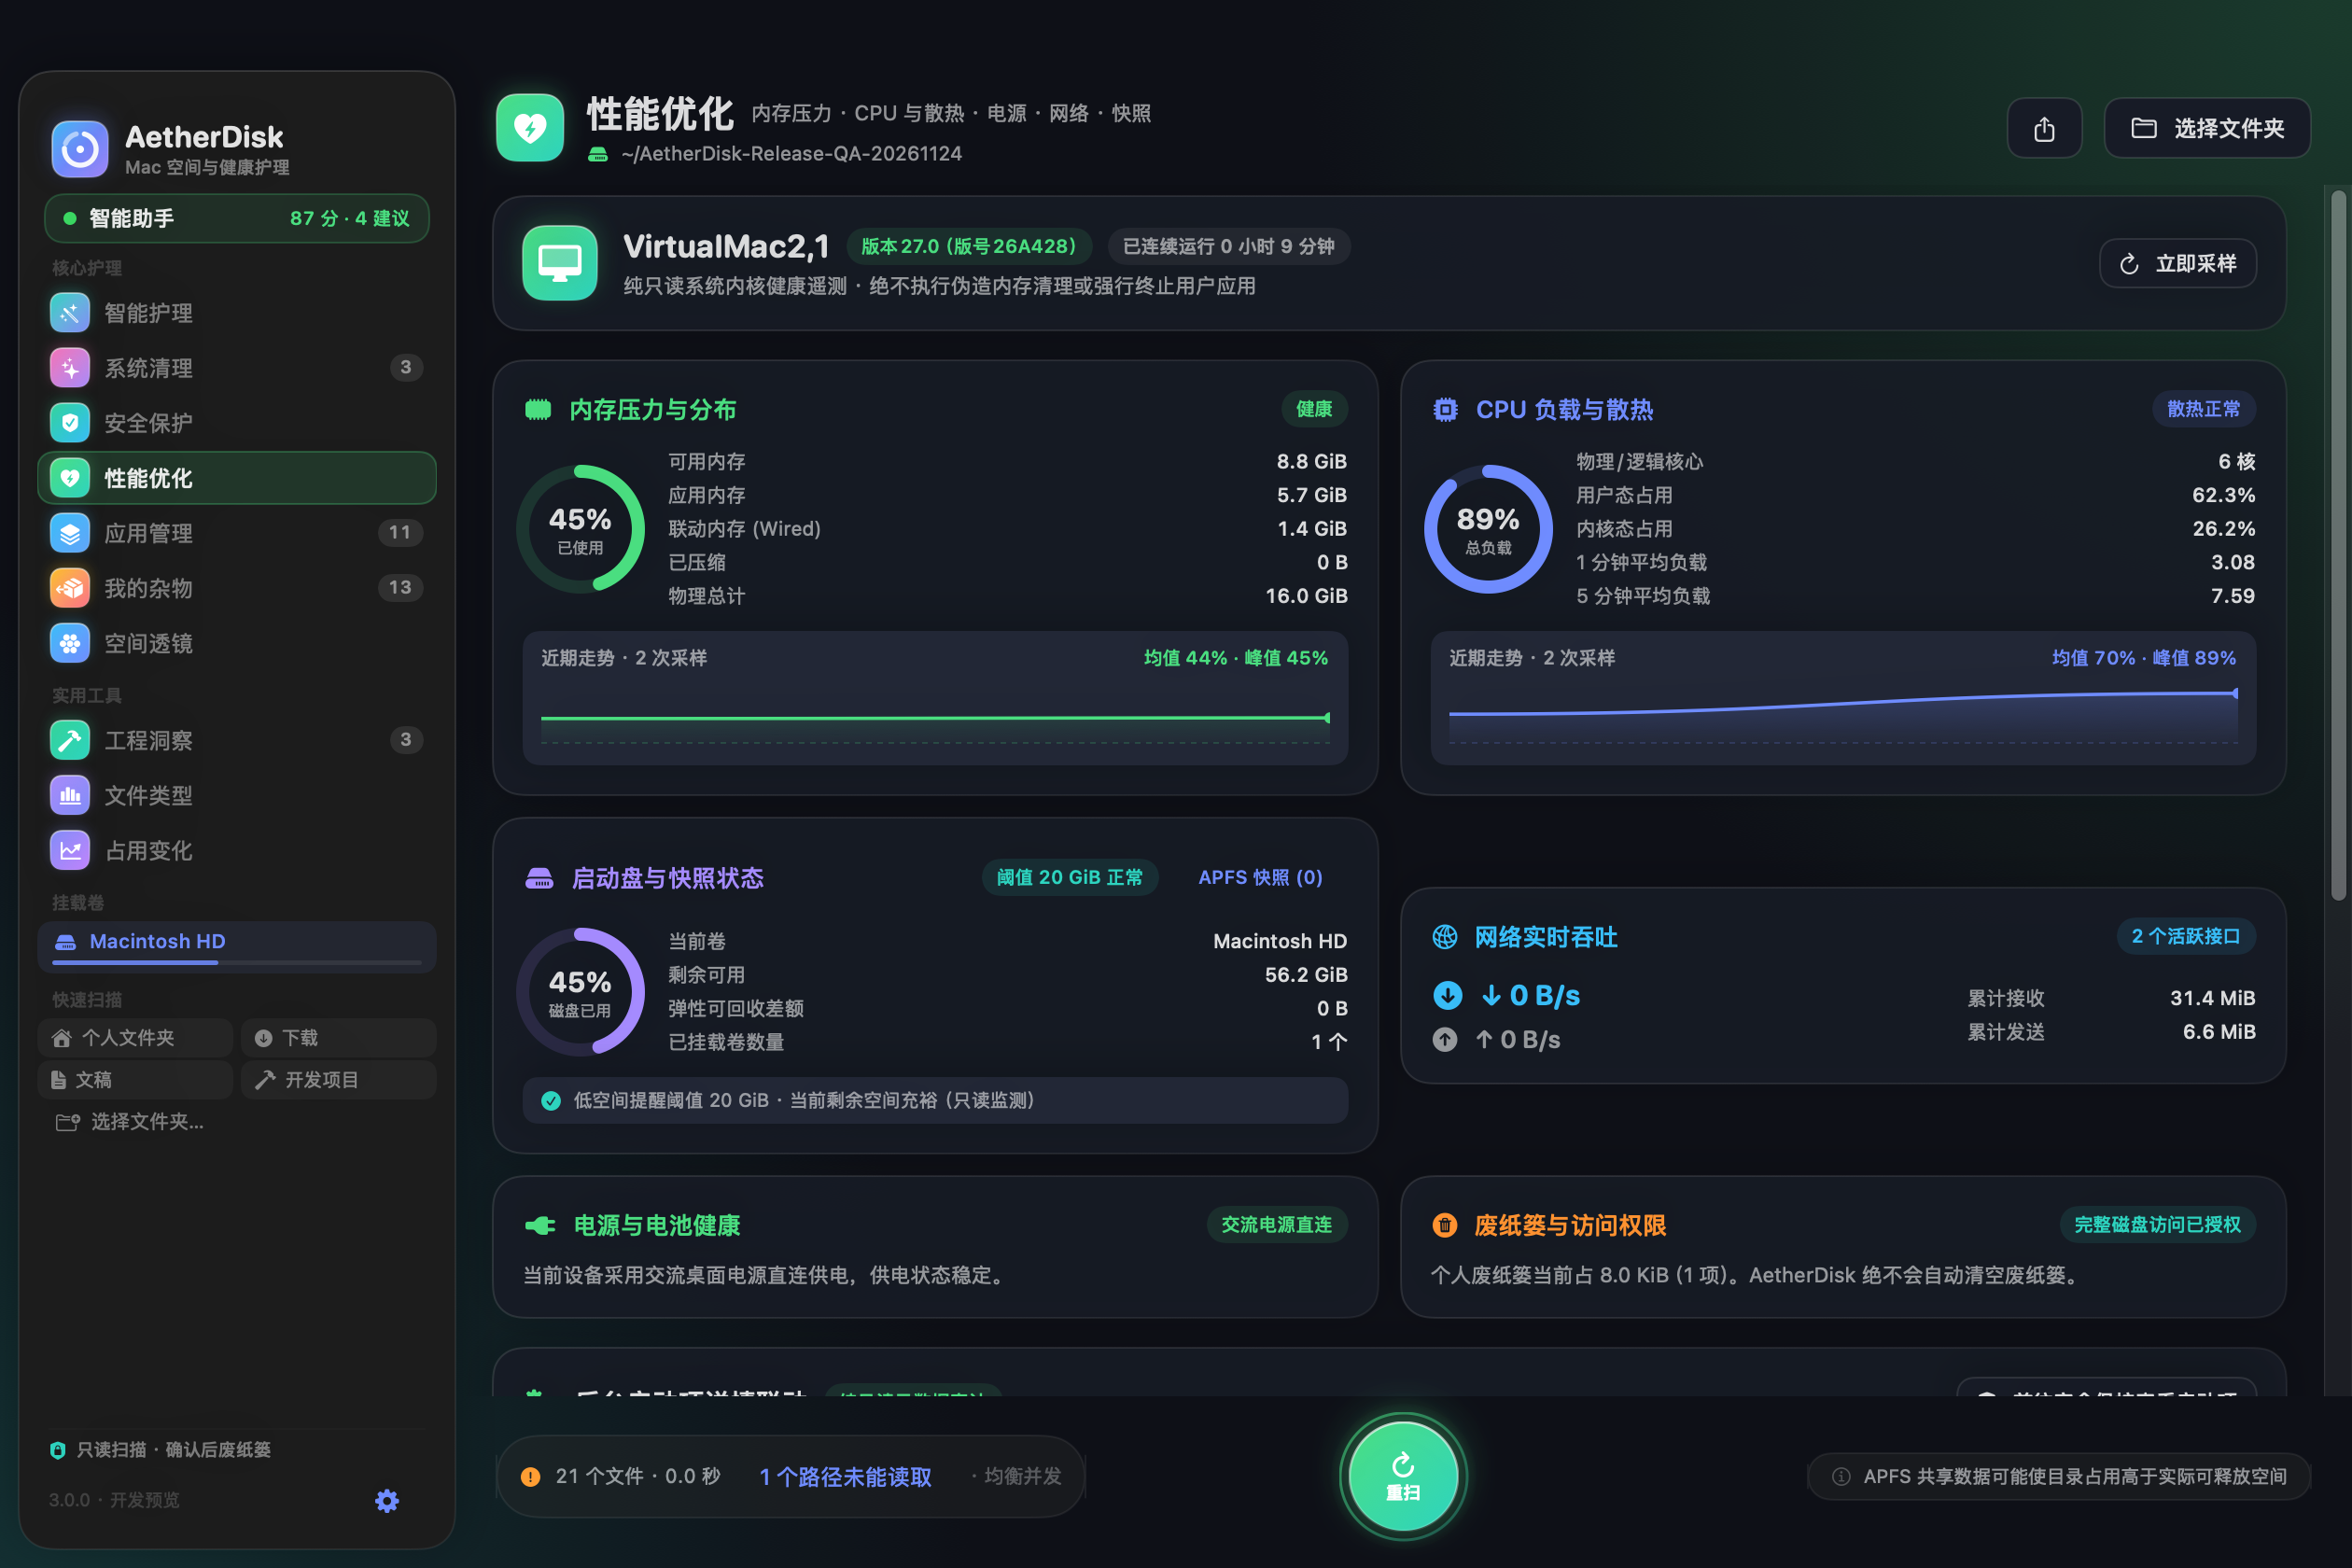 AetherDisk
Mac 空间与健康护理
智能助手 87 分 · 4 建议
核心护理
智能护理
系统清理 3
安全保护
性能优化
应用管理 11
我的杂物 13
空间透镜
实用工具
工程洞察 3
文件类型
占用变化
挂载卷
Macintosh HD
快速扫描
个人文件夹 下载
文稿 开发项目
选择文件夹...
只读扫描 · 确认后废纸篓
3.0.0 · 开发预览
性能优化 内存压力 · CPU 与散热 · 电源 · 网络 · 快照
~/AetherDisk-Release-QA-20261124
选择文件夹
VirtualMac2,1 版本 27.0 (版号 26A428) 已连续运行 0 小时 9 分钟
纯只读系统内核健康遥测 · 绝不执行伪造内存清理或强行终止用户应用
立即采样
内存压力与分布 健康
45%
已使用
可用内存 8.8 GiB
应用内存 5.7 GiB
联动内存 (Wired) 1.4 GiB
已压缩 0 B
物理总计 16.0 GiB
近期走势 · 2 次采样 均值 44% · 峰值 45%
CPU 负载与散热 散热正常
89%
总负载
物理/逻辑核心 6 核
用户态占用 62.3%
内核态占用 26.2%
1 分钟平均负载 3.08
5 分钟平均负载 7.59
近期走势 · 2 次采样 均值 70% · 峰值 89%
启动盘与快照状态 阈值 20 GiB 正常 APFS 快照 (0)
45%
磁盘已用
当前卷 Macintosh HD
剩余可用 56.2 GiB
弹性可回收差额 0 B
已挂载卷数量 1 个
低空间提醒阈值 20 GiB · 当前剩余空间充裕 (只读监测)
网络实时吞吐 2 个活跃接口
↓ 0 B/s
↑ 0 B/s
累计接收 31.4 MiB
累计发送 6.6 MiB
电源与电池健康 交流电源直连
当前设备采用交流桌面电源直连供电，供电状态稳定。
废纸篓与访问权限 完整磁盘访问已授权
个人废纸篓当前占 8.0 KiB (1 项)。AetherDisk 绝不会自动清空废纸篓。
21 个文件 · 0.0 秒 1 个路径未能读取 · 均衡并发
重扫
APFS 共享数据可能使目录占用高于实际可释放空间